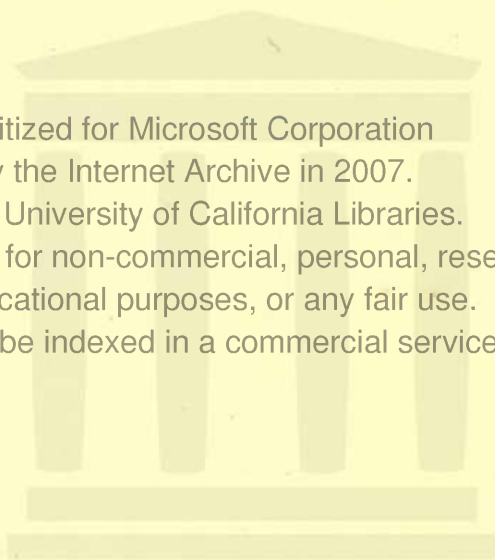 itized for Microsoft Corporation
the Internet Archive in 2007.
University of California Libraries.
for non-commercial, personal, rese
cational purposes, or any fair use.
be indexed in a commercial service